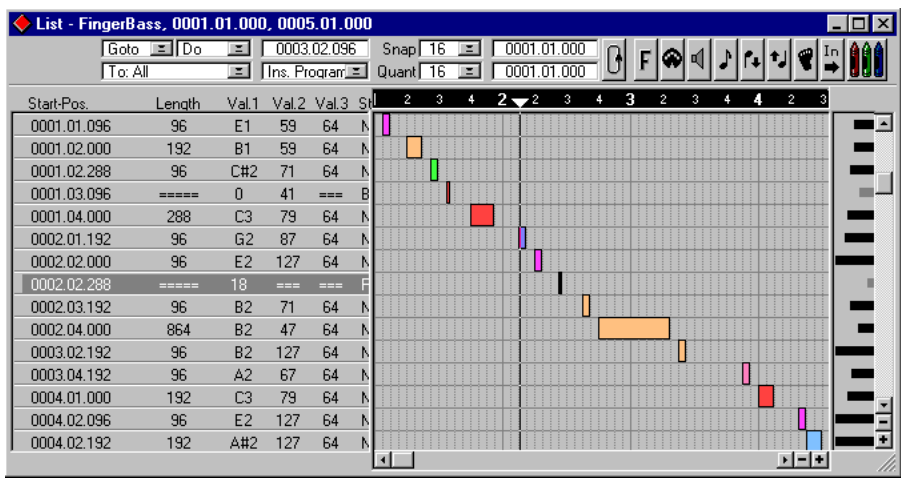 List - FingerBass, 0001.01.000, 0005.01.000
Goto Do 0003.02.096 Snap 16 0001.01.000 F In
To: All Ins. Program Quant 16 0001.01.000
Start-Pos. Length Val.1 Val.2 Val.3 St 2 3 4 2 2 3 4 3 2 3 4 4 2 3
0001.01.096 96 E1 59 64 N
0001.02.000 192 B1 59 64 N
0001.02.288 96 C#2 71 64 N
0001.03.096 ===== 0 41 === B
0001.04.000 288 C3 79 64 N
0002.01.192 96 G2 87 64 N
0002.02.000 96 E2 127 64 N
0002.02.288 ===== 18 === === P
0002.03.192 96 B2 71 64 N
0002.04.000 864 B2 47 64 N
0003.02.192 96 B2 127 64 N
0003.04.192 96 A2 67 64 N
0004.01.000 192 C3 79 64 N
0004.02.096 96 E2 127 64 N
0004.02.192 192 A#2 127 64 N